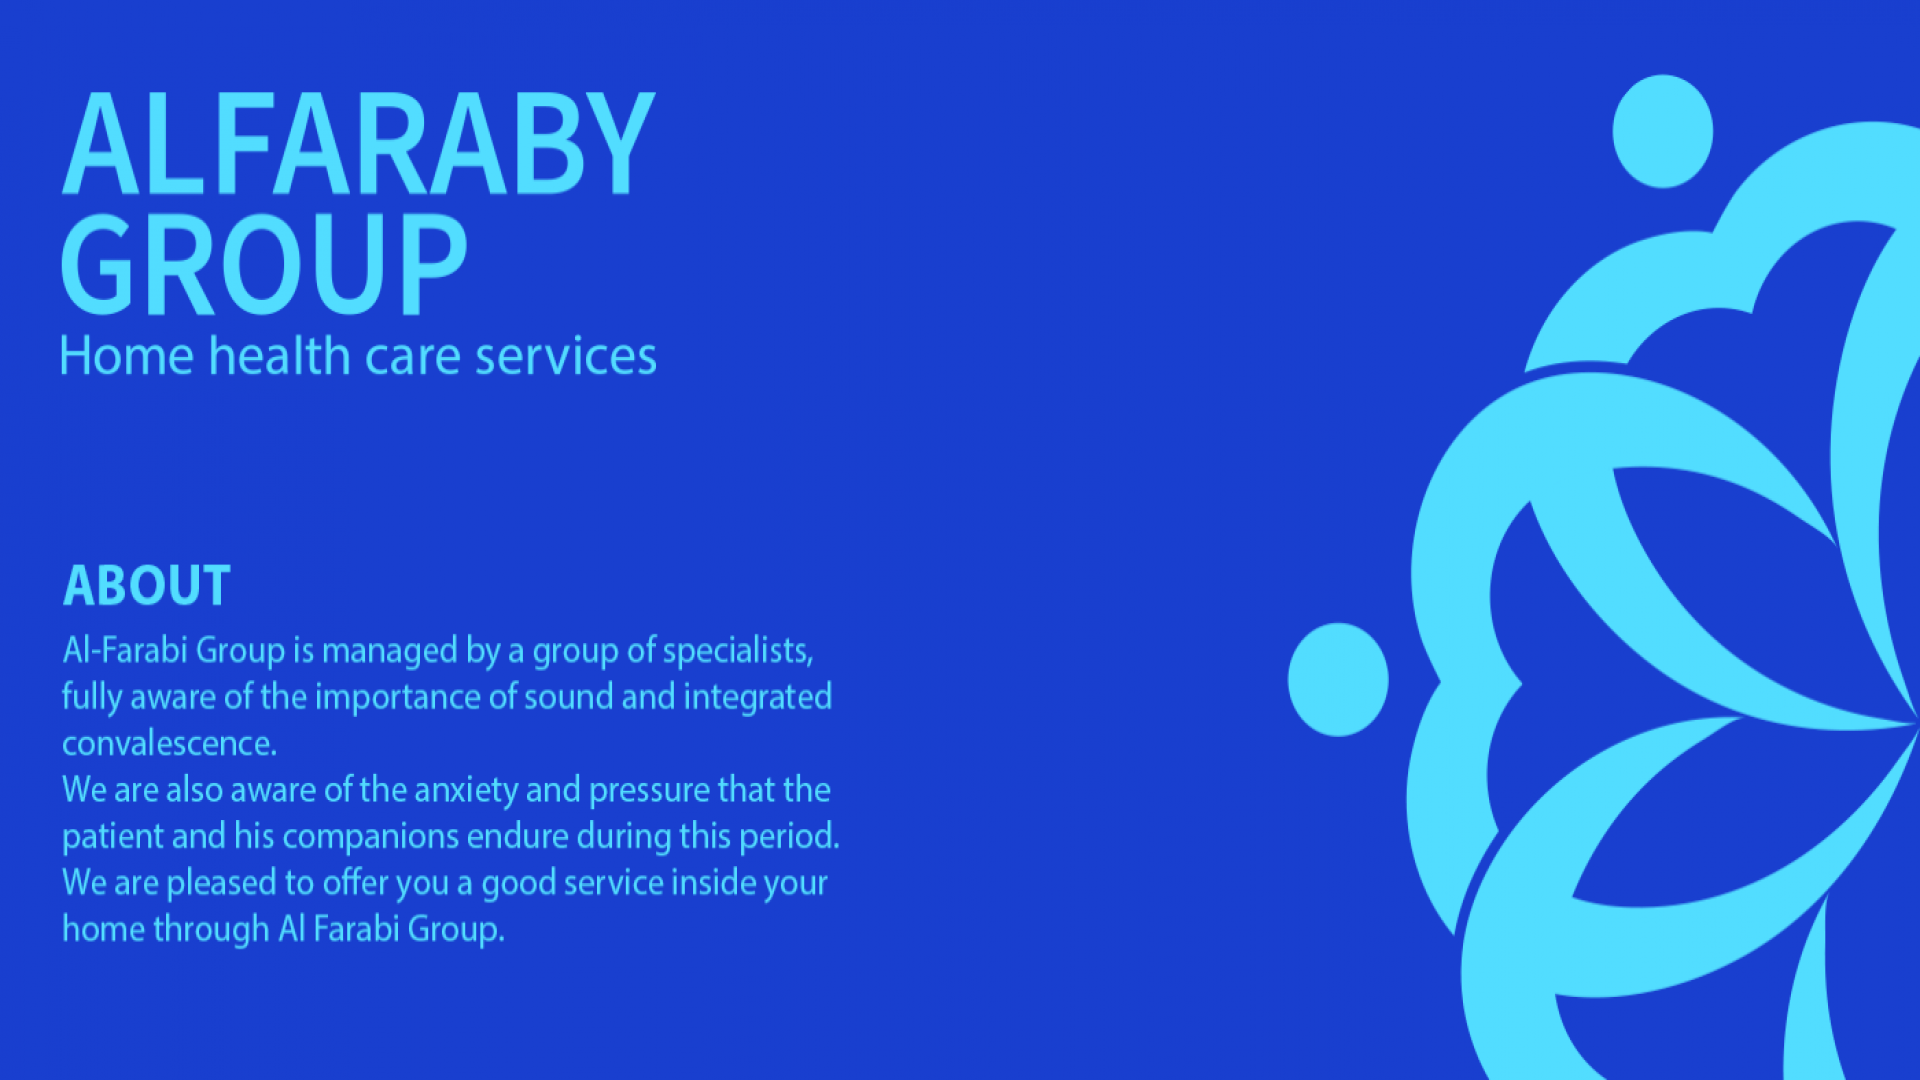 ALFARABY
GROUP
Home health care services
ABOUT
Al-Farabi Group is managed by a group of specialists,
fully aware of the importance of sound and integrated
convalescence.
We are also aware of the anxiety and pressure that the
patient and his companions endure during this period.
We are pleased to offer you a good service inside your
home through Al Farabi Group.